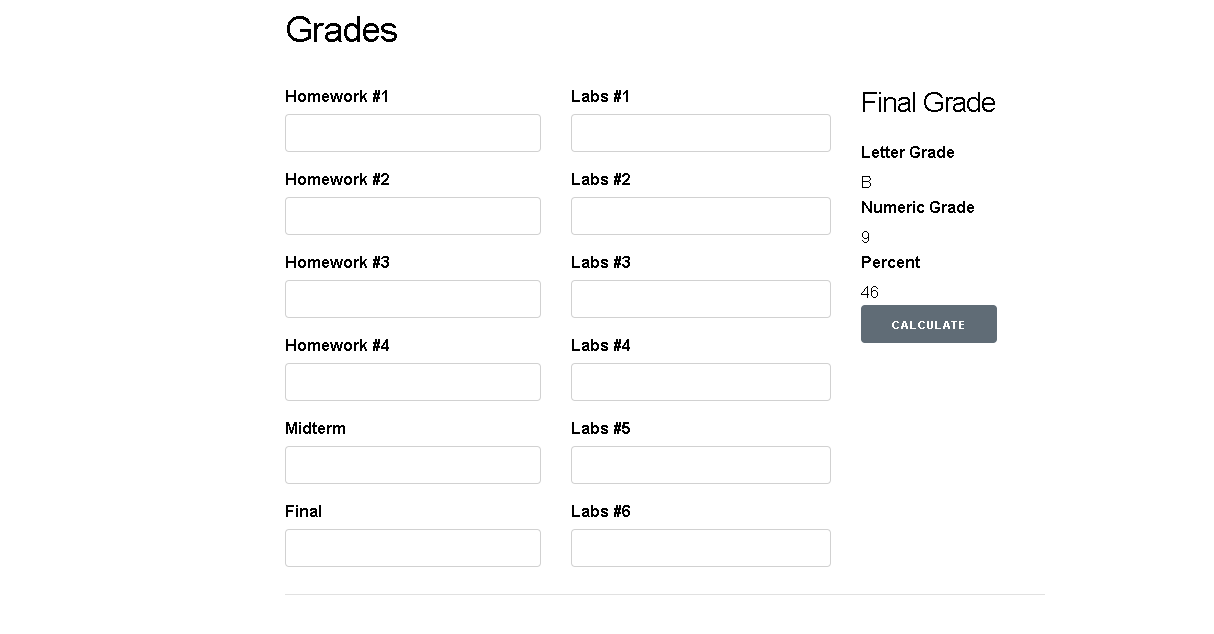 Grades
Homework #1
Homework #2
Homework #3
Homework #4
Midterm
Final
Labs #1
Labs #2
Labs #3
Labs #4
Labs #5
Labs #6
Final Grade
Letter Grade
B
Numeric Grade
9
Percent
46
CALCULATE